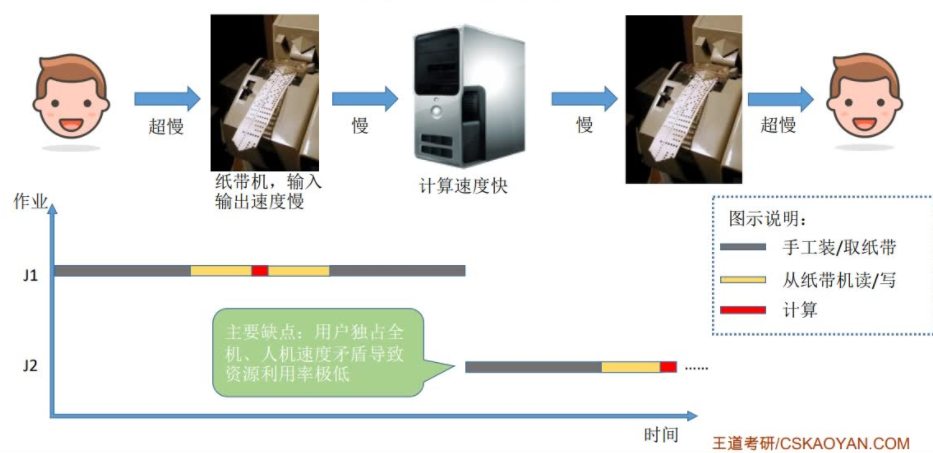 超慢
慢
慢
超慢
纸带机，输入
输出速度慢
计算速度快
作业
图示说明：
手工装/取纸带
从纸带机读/写
计算
J1
主要缺点：用户独占全
机、人机速度矛盾导致
资源利用率极低
J2
......
时间
王道考研/CSKAOYAN.COM